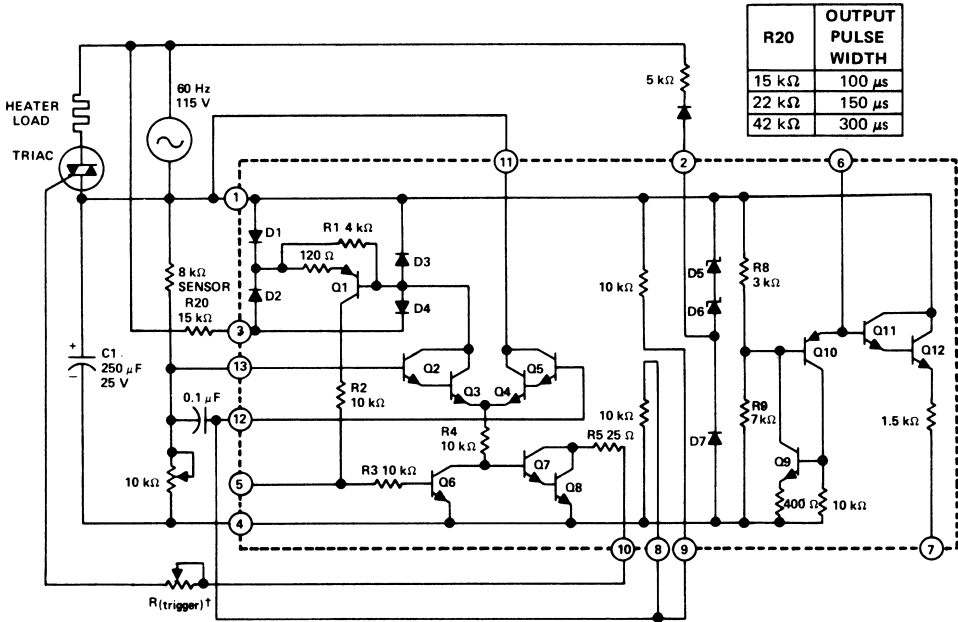 R20 OUTPUT PULSE WIDTH
15 kΩ 100 μs
22 kΩ 150 μs
42 kΩ 300 μs
5 kΩ
60 Hz
115 V
HEATER
LOAD
TRIAC
11
2
6
1
D1
R1 4 kΩ
120 Ω
D3
D2
Q1
D4
8 kΩ
SENSOR
R20
15 kΩ
3
10 kΩ
D5
D6
R8
3 kΩ
Q10
Q11
Q12
C1
250 μF
25 V
+
−
13
Q2
Q3
Q4
Q5
R2
10 kΩ
0.1 μF
12
R4
10 kΩ
10 kΩ
D7
R9
7 kΩ
Q9
1.5 kΩ
10 kΩ
5
R3 10 kΩ
Q6
Q7
Q8
R5 25 Ω
400 Ω
10 kΩ
4
10
8
9
7
R(trigger)†